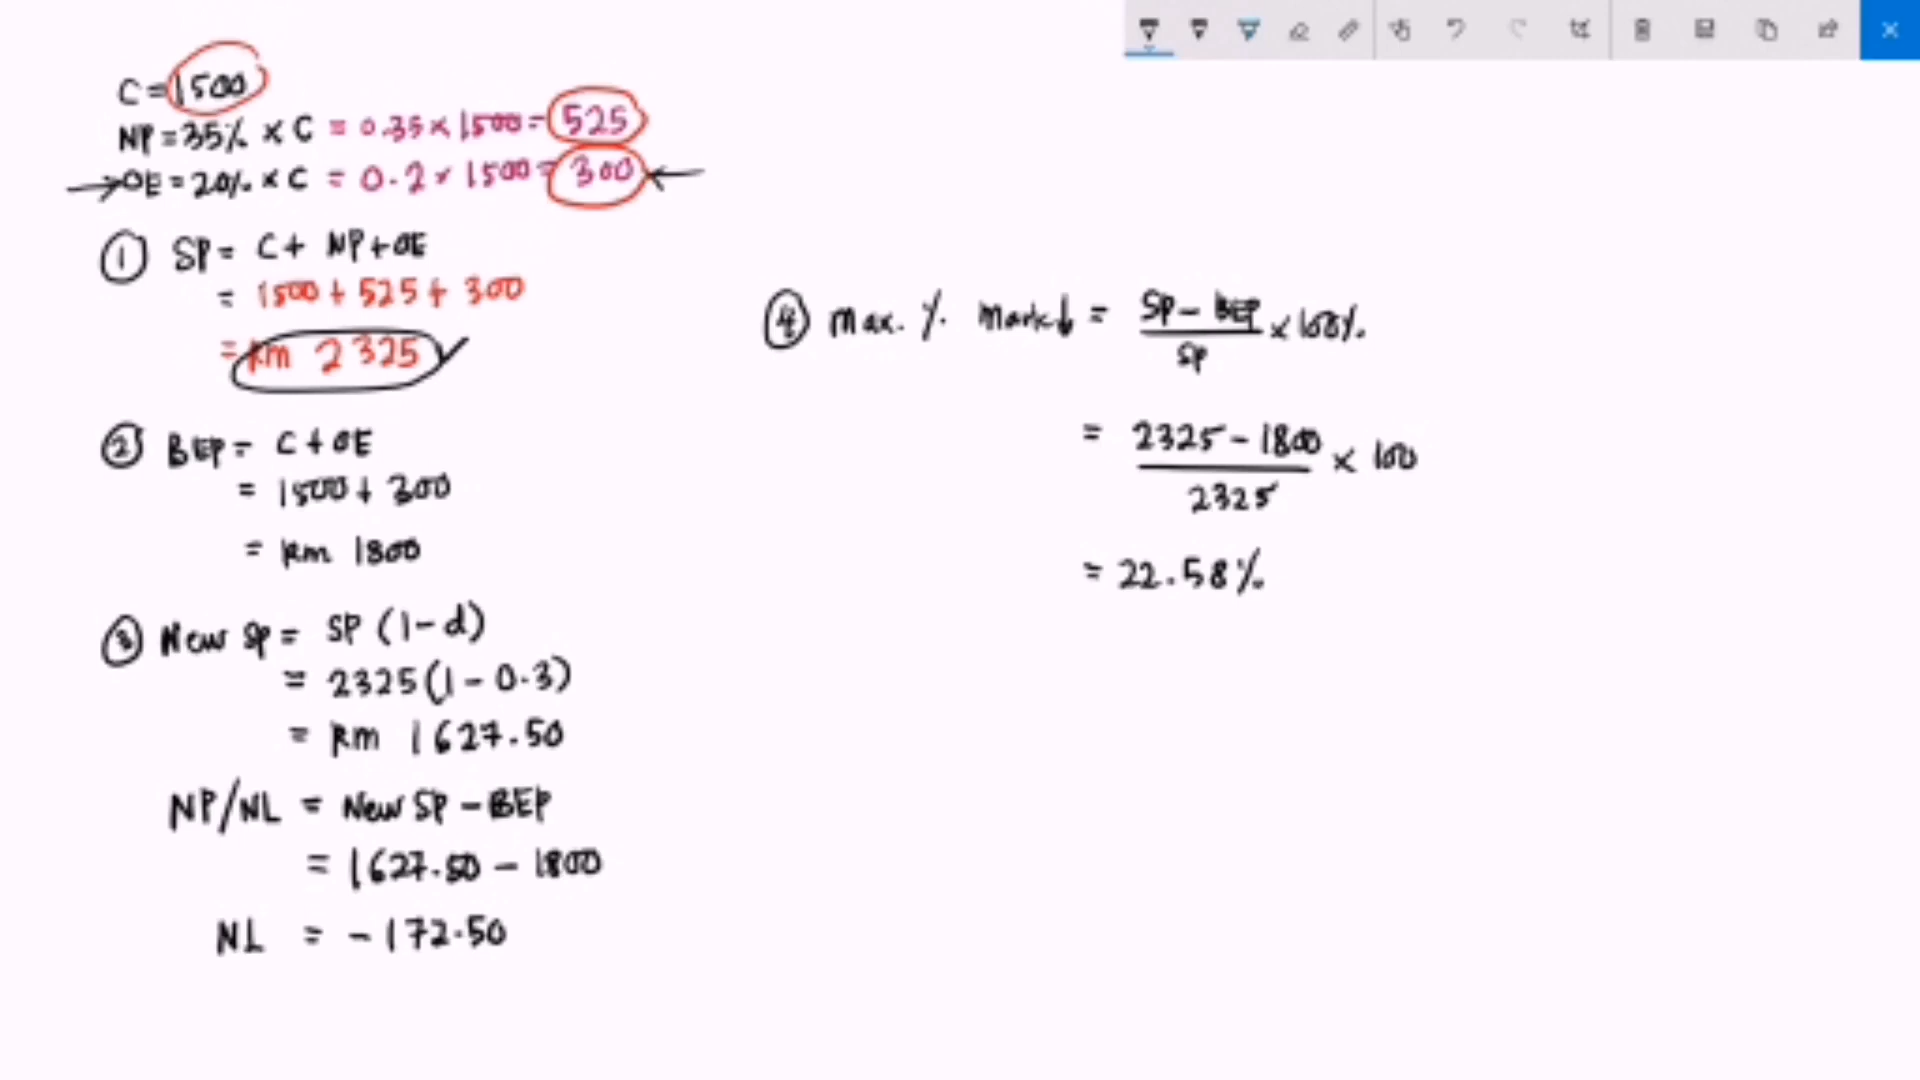 C = 1500
NP = 35% × C = 0.35 × 1500 = 525
→ OE = 20% × C = 0.2 × 1500 = 300 ←
① SP = C + NP + OE
= 1500 + 525 + 300
= RM 2325 ✓
② BEP = C + OE
= 1500 + 300
= RM 1800
③ New SP = SP (1 - d)
= 2325 (1 - 0.3)
= RM 1627.50
NP/NL = New SP - BEP
= 1627.50 - 1800
NL = - 172.50
④ Max. % Mark↓ = SP - BEP / SP × 100%
= 2325 - 1800 / 2325 × 100
= 22.58%